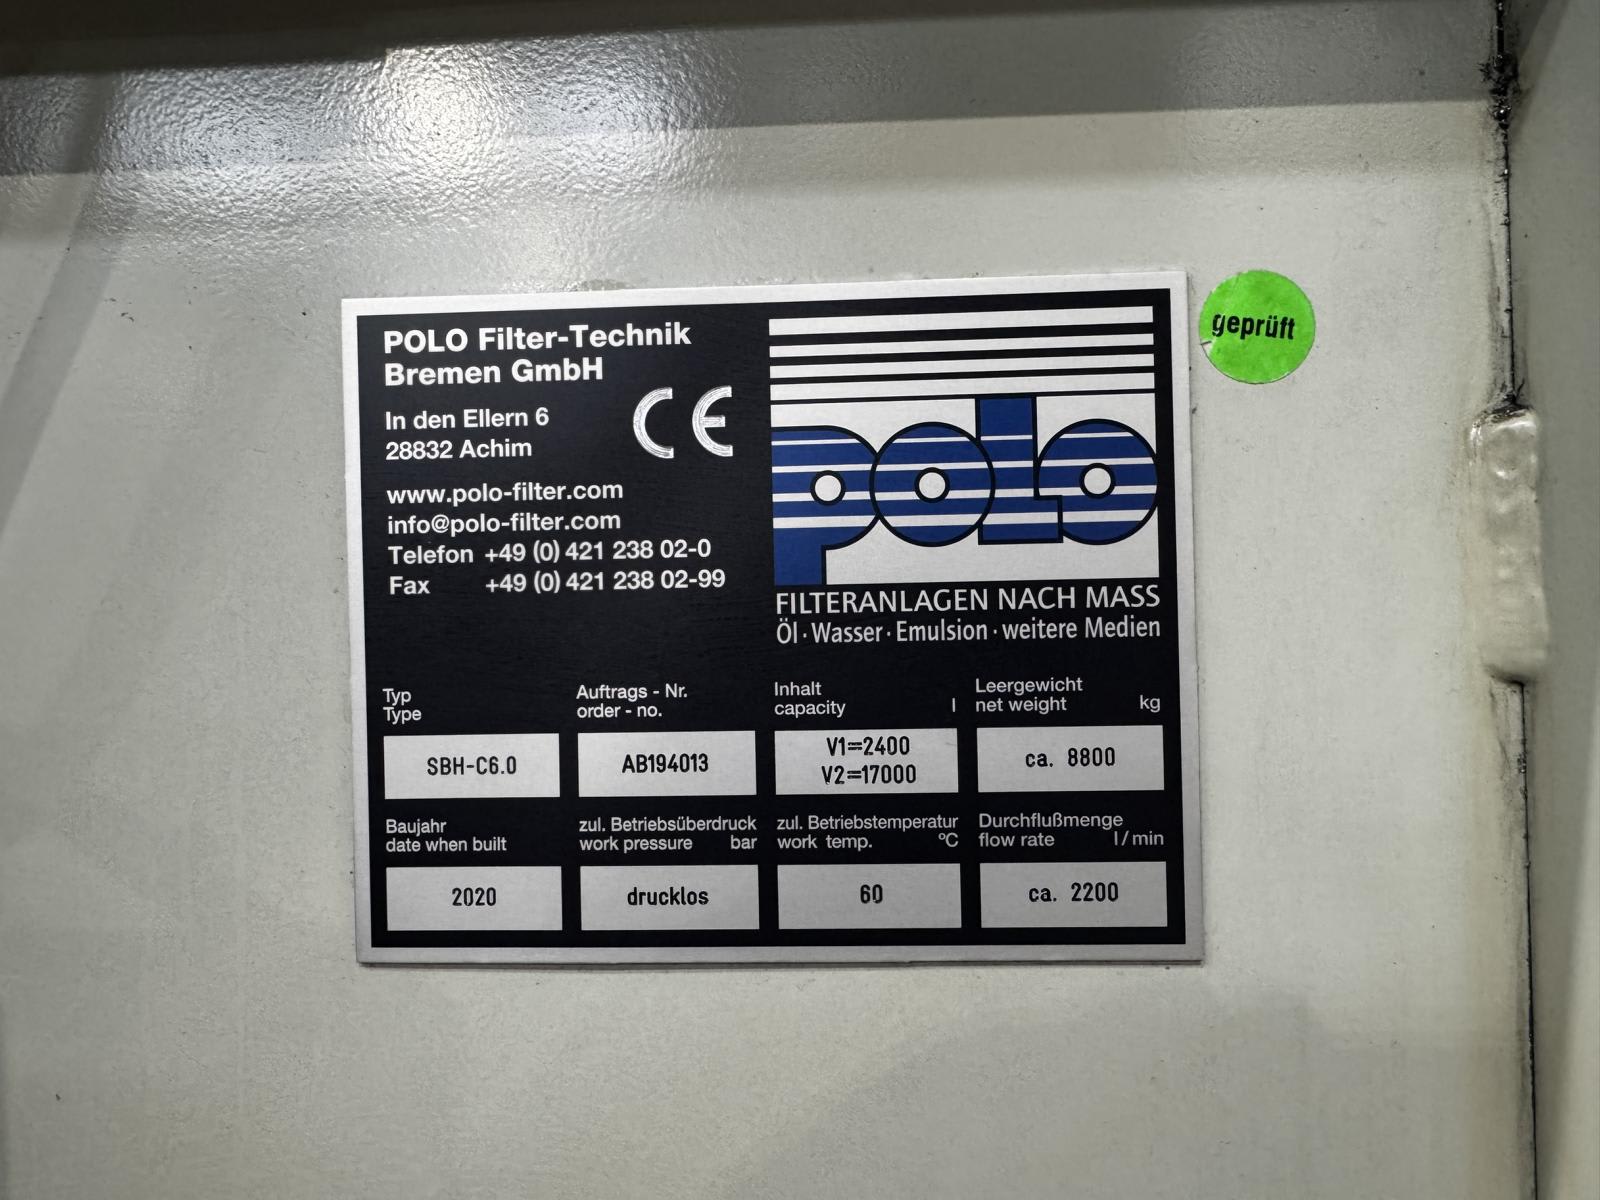 POLO Filter-Technik
Bremen GmbH
In den Ellern 6
28832 Achim
CE
www.polo-filter.com
info@polo-filter.com
Telefon +49 (0) 421 238 02-0
Fax +49 (0) 421 238 02-99
polo
FILTERANLAGEN NACH MASS
Öl · Wasser · Emulsion · weitere Medien
geprüft
Typ
Type
SBH-C6.0
Auftrags - Nr.
order - no.
AB194013
Inhalt
capacity l
V1=2400
V2=17000
Leergewicht
net weight kg
ca. 8800
Baujahr
date when built
2020
zul. Betriebsüberdruck
work pressure bar
drucklos
zul. Betriebstemperatur
work temp. °C
60
Durchflußmenge
flow rate l/min
ca. 2200